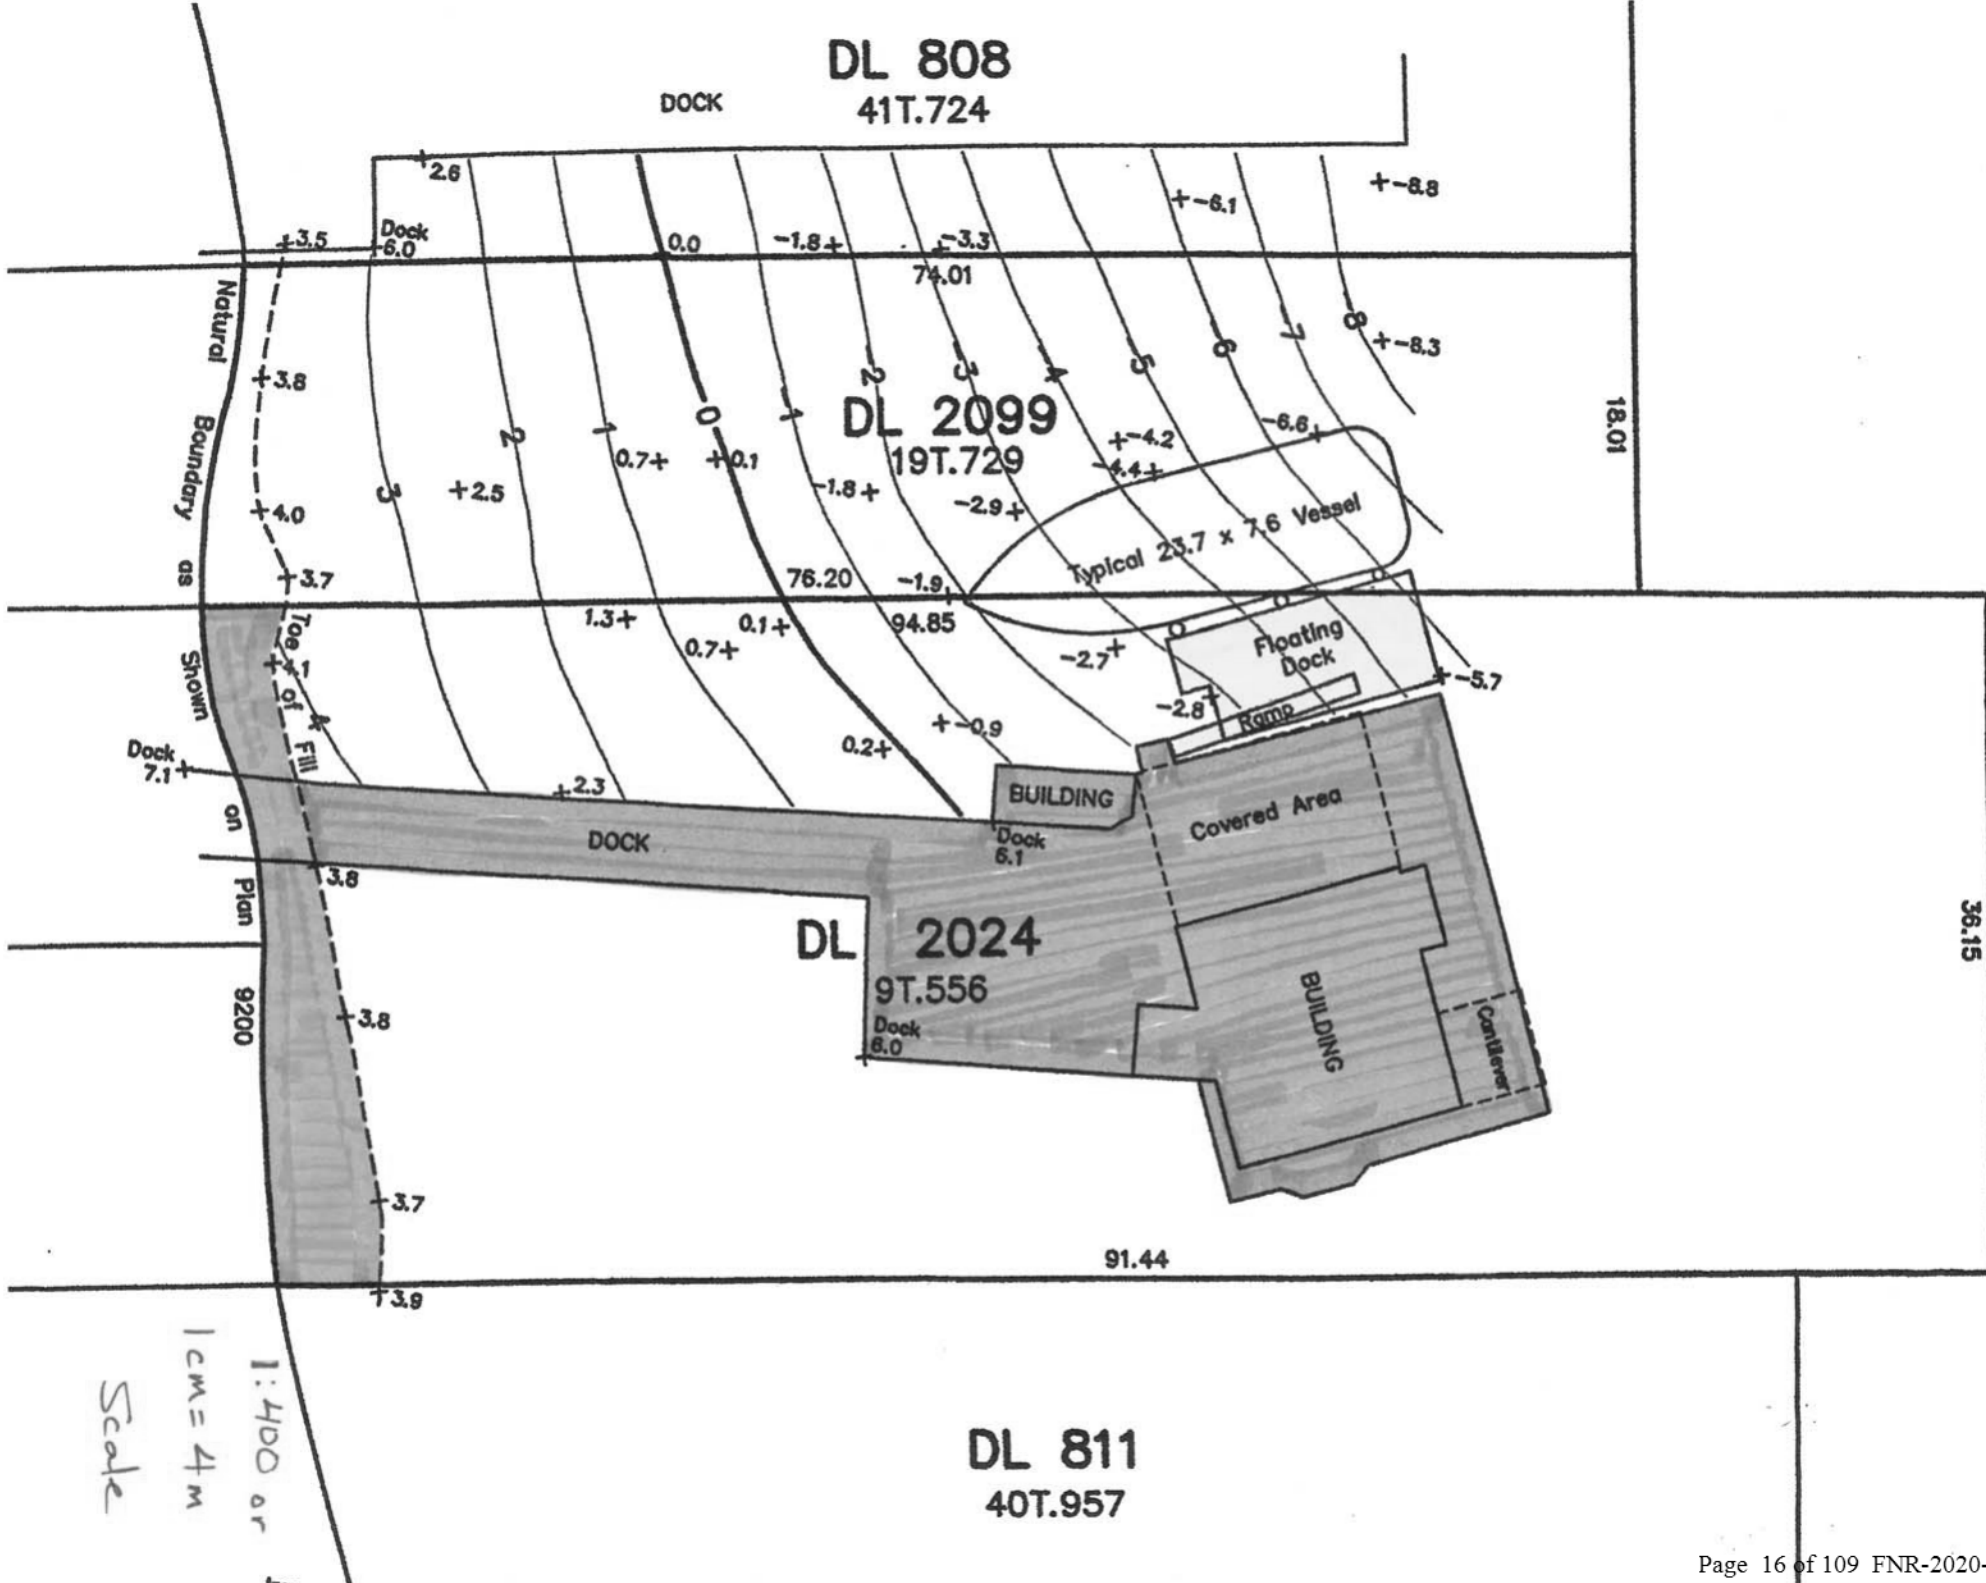 DL 808
DOCK
41T.724
2.6
Dock
6.0
3.5
0.0
-1.8
-3.3
74.01
-6.1
-8.8
Natural
Boundary
as
Shown
on
Plan
9200
3.8
4.0
3.7
3
2
1
0
-1
-2
-3
-4
-5
-6
-7
-8
-8.3
18.01
DL 2099
19T.729
0.7
0.1
2.5
-1.8
-2.9
-4.2
-4.4
-6.6
Typical 23.7 x 7.6 Vessel
76.20
-1.9
94.85
1.3
0.1
0.7
-2.7
Floating
Dock
-5.7
-2.8
Ramp
Toe of Fill
4.1
4
-0.9
0.2
Dock
7.1
2.3
DOCK
BUILDING
Covered Area
Dock
6.1
3.8
DL 2024
9T.556
Dock
6.0
BUILDING
Cantilever
36.15
3.8
3.7
91.44
3.9
1:400 or
1cm = 4m
Scale
DL 811
40T.957
Page 16 of 109 FNR-2020-